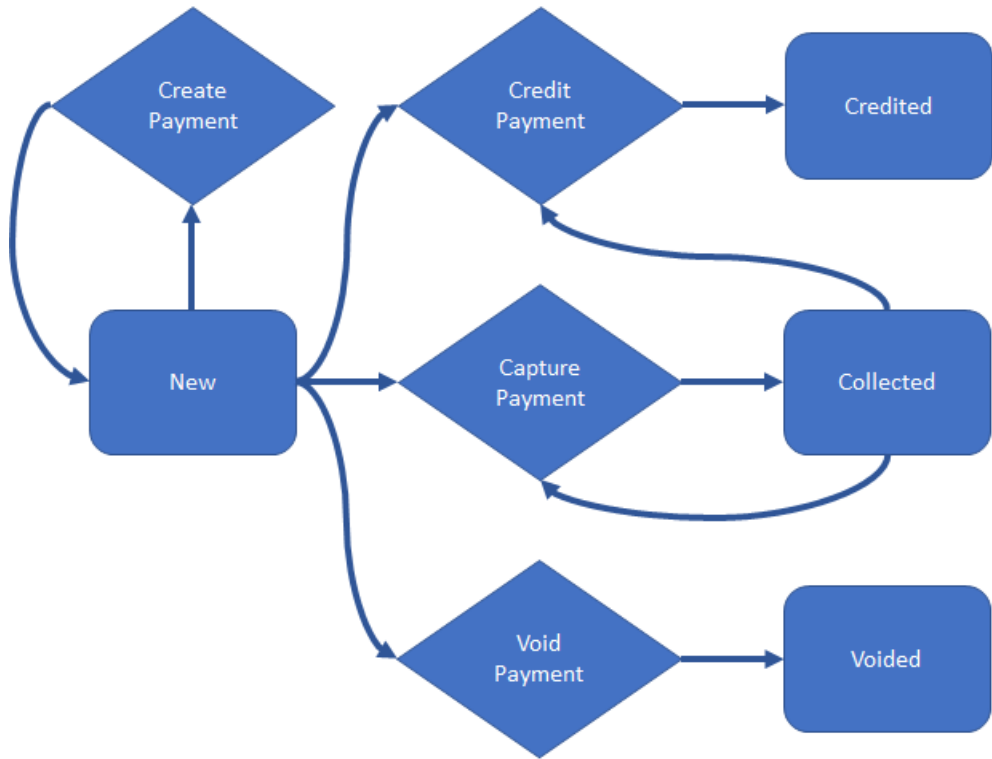 Create
Payment
Credit
Payment
Credited
New
Capture
Payment
Collected
Void
Payment
Voided